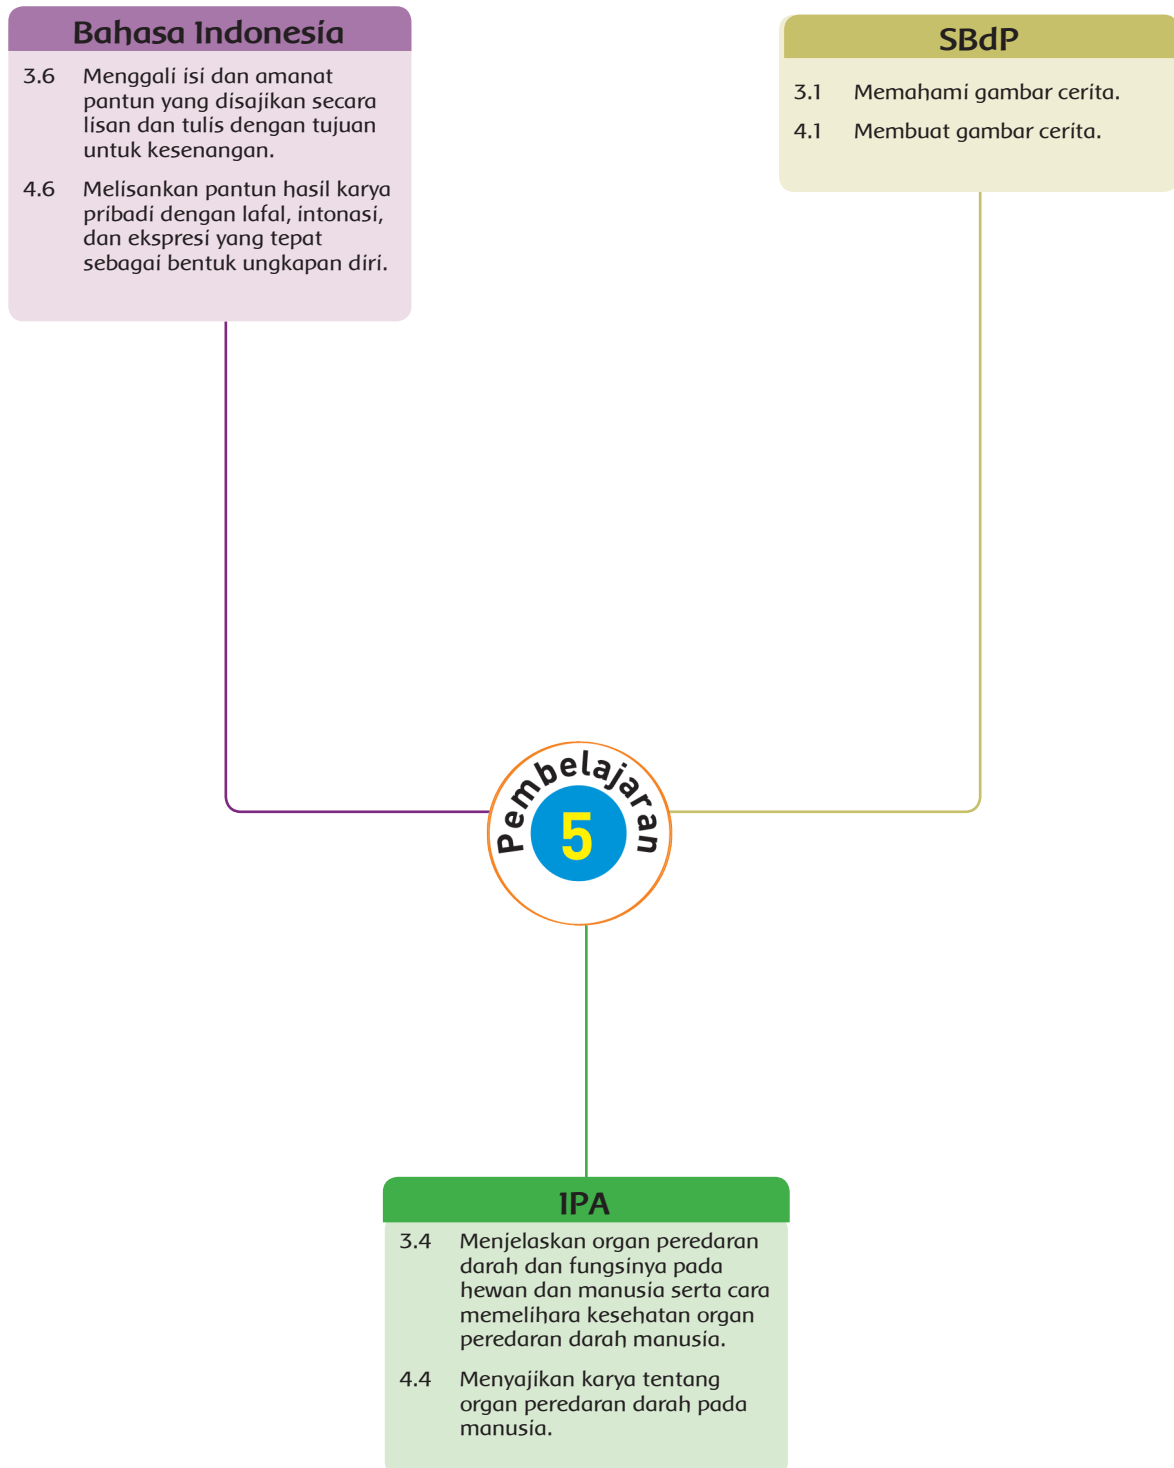 Bahasa Indonesia
3.6 Menggali isi dan amanat
pantun yang disajikan secara
lisan dan tulis dengan tujuan
untuk kesenangan.
4.6 Melisankan pantun hasil karya
pribadi dengan lafal, intonasi,
dan ekspresi yang tepat
sebagai bentuk ungkapan diri.
SBdP
3.1 Memahami gambar cerita.
4.1 Membuat gambar cerita.
Pembelajaran
5
IPA
3.4 Menjelaskan organ peredaran
darah dan fungsinya pada
hewan dan manusia serta cara
memelihara kesehatan organ
peredaran darah manusia.
4.4 Menyajikan karya tentang
organ peredaran darah pada
manusia.